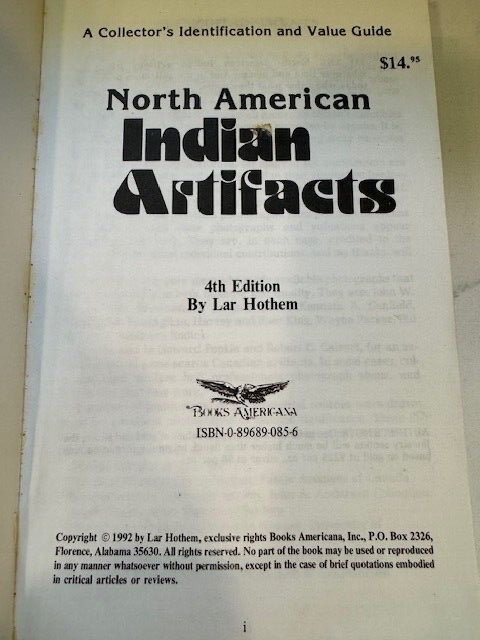 A Collector's Identification and Value Guide
$14.95
North American
Indian
Artifacts
4th Edition
By Lar Hothem
BOOKS AMERICANA
ISBN-0-89689-085-6
Copyright © 1992 by Lar Hothem, exclusive rights Books Americana, Inc., P.O. Box 2326,
Florence, Alabama 35630. All rights reserved. No part of the book may be used or reproduced
in any manner whatsoever without permission, except in the case of brief quotations embodied
in critical articles or reviews.
i